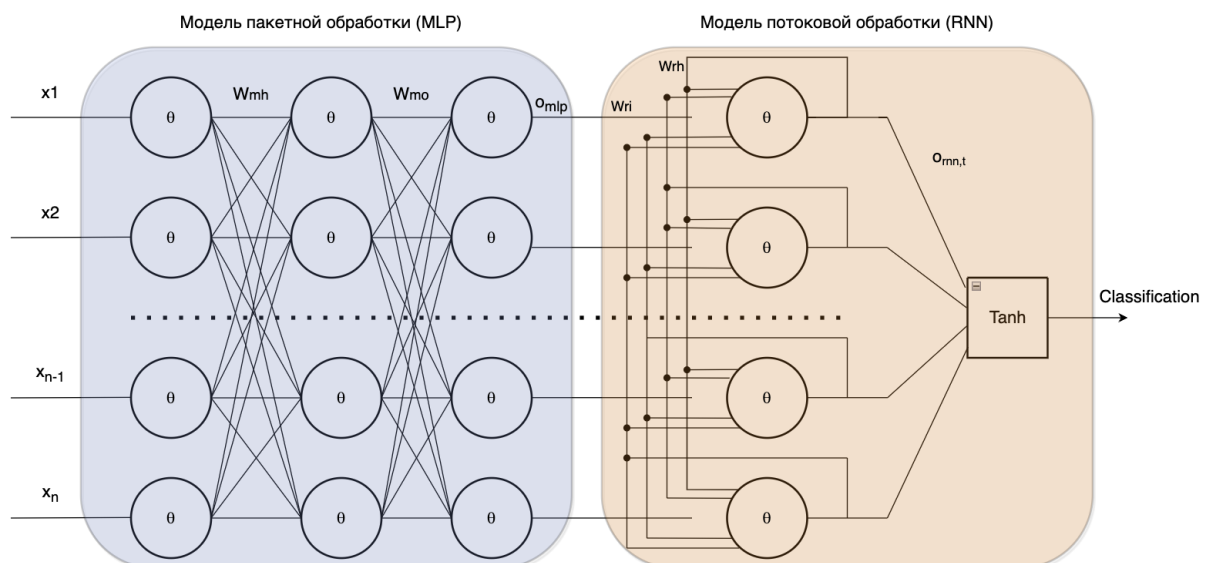 Модель пакетной обработки (MLP)
Модель потоковой обработки (RNN)
x1
Wmh
Wmo
omlp
Wri
Wrh
θ θ θ θ
ornn,t
x2
θ θ θ θ
Tanh
Classification
xn-1
θ θ θ θ
xn
θ θ θ θ